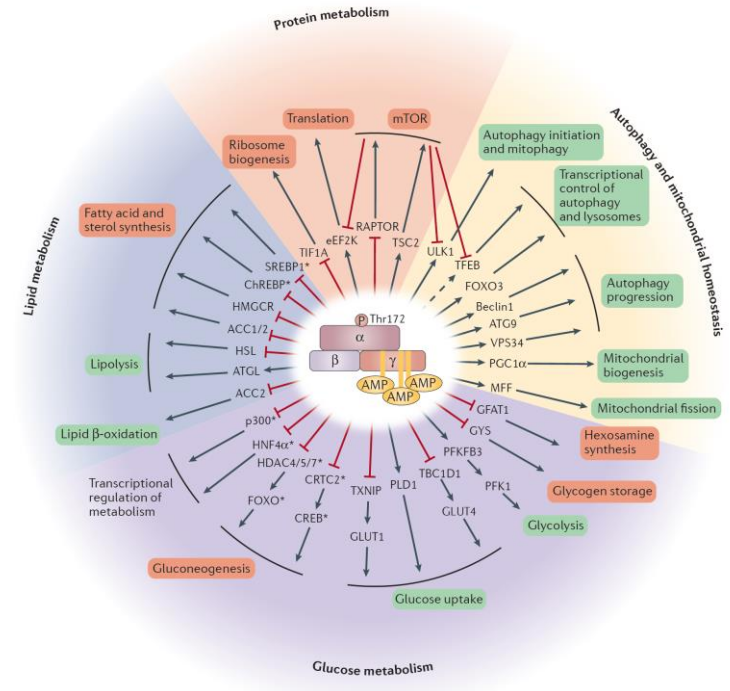 Protein metabolism
Autophagy and mitochondrial homeostasis
Lipid metabolism
Glucose metabolism
Translation
mTOR
Ribosome
biogenesis
Autophagy initiation
and mitophagy
Transcriptional
control of
autophagy
and lysosomes
Fatty acid and
sterol synthesis
Autophagy
progression
Lipolysis
Mitochondrial
biogenesis
Mitochondrial fission
Lipid β-oxidation
Hexosamine
synthesis
Transcriptional
regulation of
metabolism
Glycogen storage
Glycolysis
Gluconeogenesis
Glucose uptake
TIF1A
eEF2K
RAPTOR
TSC2
ULK1
TFEB
FOXO3
Beclin1
ATG9
VPS34
PGC1α
MFF
GFAT1
GYS
PFKFB3
PFK1
TBC1D1
GLUT4
PLD1
TXNIP
GLUT1
CRTC2*
CREB*
HDAC4/5/7*
FOXO*
HNF4α*
p300*
ACC2
ATGL
HSL
ACC1/2
HMGCR
ChREBP*
SREBP1*
P Thr172
α
β
γ
AMP
AMP
AMP